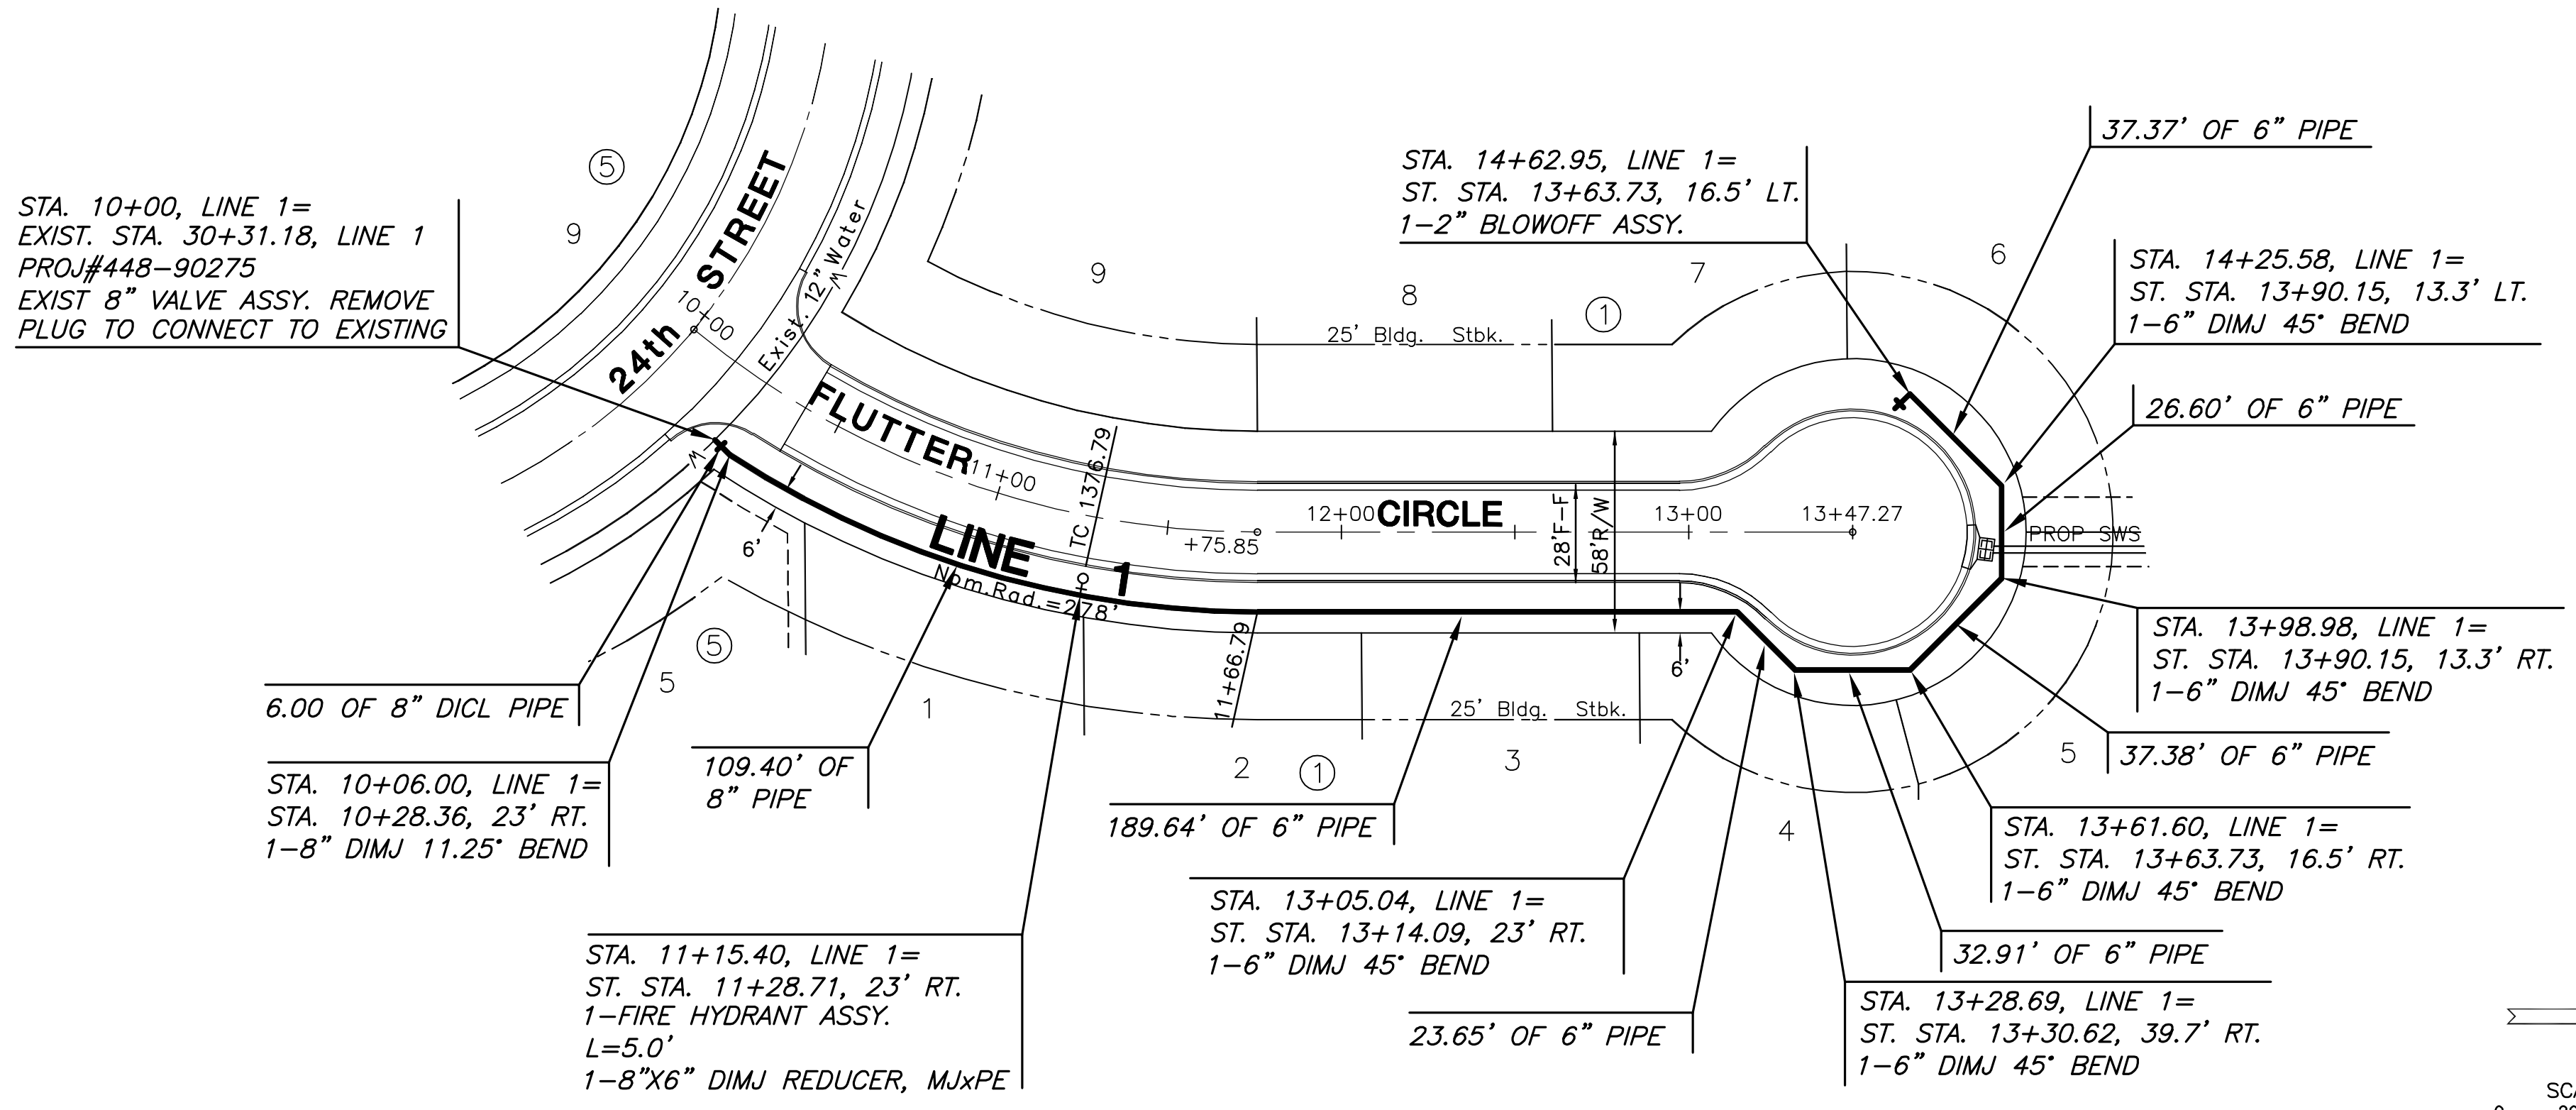 STA. 10+00, LINE 1=
EXIST. STA. 30+31.18, LINE 1
PROJ#448-90275
EXIST 8" VALVE ASSY. REMOVE
PLUG TO CONNECT TO EXISTING
5
9
24th STREET
10+00
Exist. 12" Water
W
W
FLUTTER
CIRCLE
11+00
TC 1376.79
+75.85
12+00
13+00
13+47.27
28'F-F
58'R/W
LINE 1
Nom.Rad.=278'
11+66.79
6'
6'
9
8
7
6
1
25' Bldg. Stbk.
25' Bldg. Stbk.
PROP SWS
5
5
1
2
1
3
4
5
STA. 14+62.95, LINE 1=
ST. STA. 13+63.73, 16.5' LT.
1-2" BLOWOFF ASSY.
37.37' OF 6" PIPE
STA. 14+25.58, LINE 1=
ST. STA. 13+90.15, 13.3' LT.
1-6" DIMJ 45° BEND
26.60' OF 6" PIPE
STA. 13+98.98, LINE 1=
ST. STA. 13+90.15, 13.3' RT.
1-6" DIMJ 45° BEND
37.38' OF 6" PIPE
STA. 13+61.60, LINE 1=
ST. STA. 13+63.73, 16.5' RT.
1-6" DIMJ 45° BEND
32.91' OF 6" PIPE
STA. 13+28.69, LINE 1=
ST. STA. 13+30.62, 39.7' RT.
1-6" DIMJ 45° BEND
23.65' OF 6" PIPE
STA. 13+05.04, LINE 1=
ST. STA. 13+14.09, 23' RT.
1-6" DIMJ 45° BEND
189.64' OF 6" PIPE
STA. 11+15.40, LINE 1=
ST. STA. 11+28.71, 23' RT.
1-FIRE HYDRANT ASSY.
L=5.0'
1-8"X6" DIMJ REDUCER, MJxPE
109.40' OF
8" PIPE
6.00 OF 8" DICL PIPE
STA. 10+06.00, LINE 1=
STA. 10+28.36, 23' RT.
1-8" DIMJ 11.25° BEND